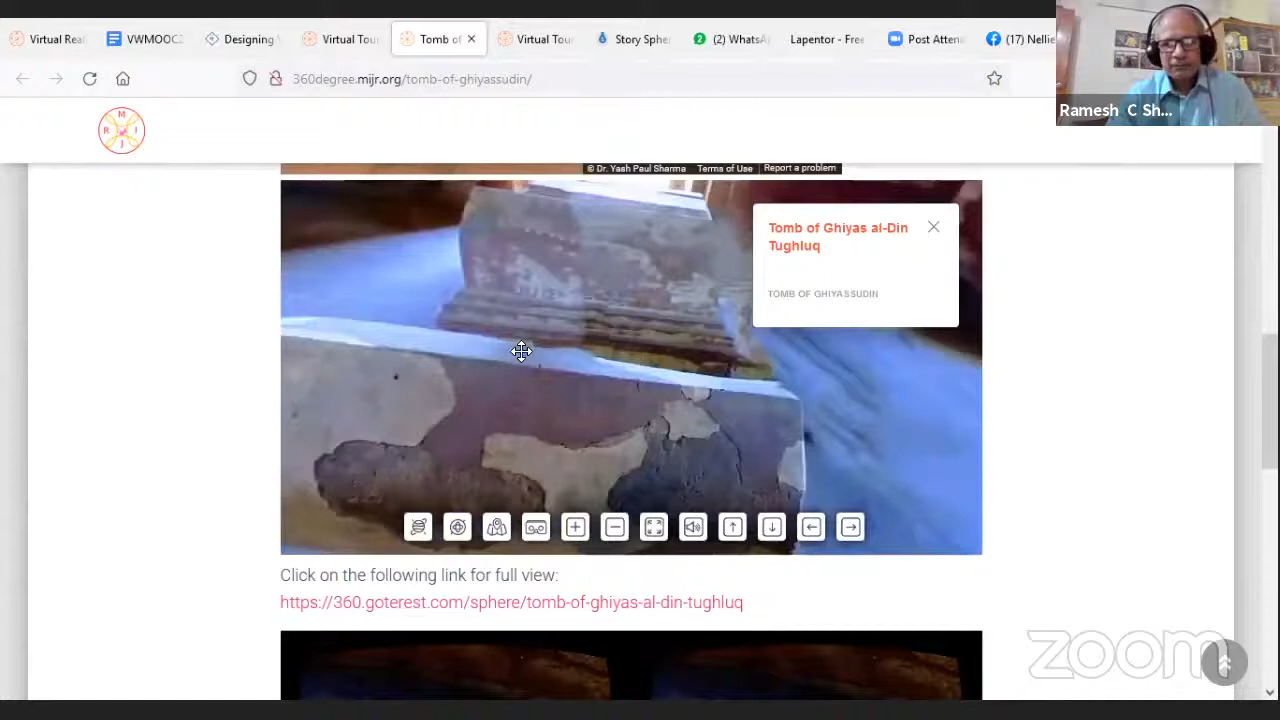 Virtual Rea
VWMOOC2
Designing V
Virtual Tou
Tomb of
Virtual Tou
Story Sphe
(2) WhatsA
Lapentor - Free
Post Atten
(17) Nellie
360degree.mijr.org/tomb-of-ghiyassudin/
Ramesh C Sh...
M
R I
J
© Dr. Yash Paul Sharma Terms of Use Report a problem
Tomb of Ghiyas al-Din
Tughluq
TOMB OF GHIYASSUDIN
Click on the following link for full view:
https://360.goterest.com/sphere/tomb-of-ghiyas-al-din-tughluq
zoom